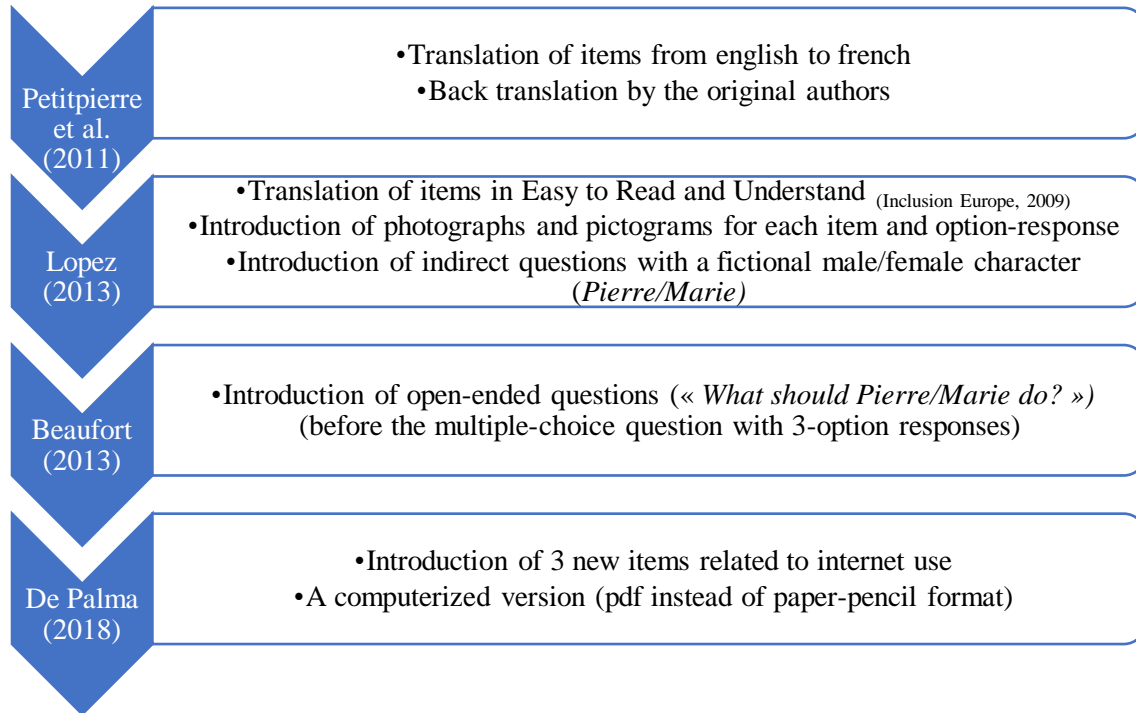 Petitpierre
et al.
(2011)
•Translation of items from english to french
•Back translation by the original authors
Lopez
(2013)
•Translation of items in Easy to Read and Understand (Inclusion Europe, 2009)
•Introduction of photographs and pictograms for each item and option-response
•Introduction of indirect questions with a fictional male/female character
(Pierre/Marie)
Beaufort
(2013)
•Introduction of open-ended questions (« What should Pierre/Marie do? »)
(before the multiple-choice question with 3-option responses)
De Palma
(2018)
•Introduction of 3 new items related to internet use
•A computerized version (pdf instead of paper-pencil format)